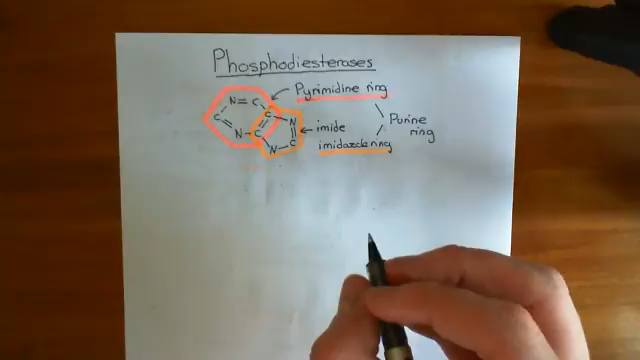 Phosphodiesterases
Pyrimidine ring
N = C
C
C
N
imide
Purine
ring
N
C
N
C
imidazole ring